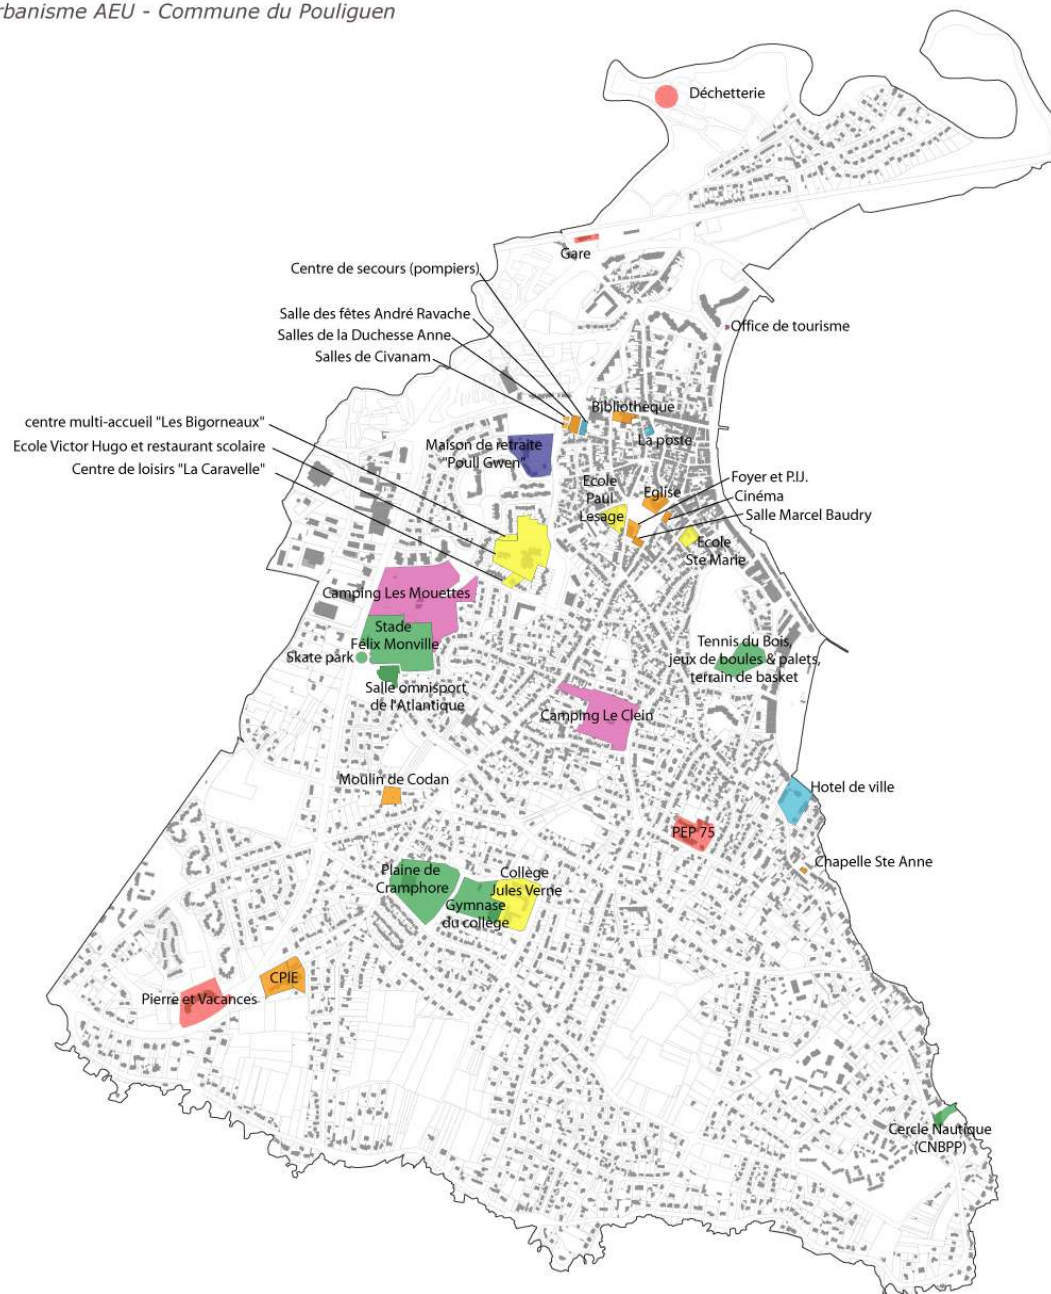 rbanisme AEU - Commune du Pouliguen
Déchetterie
Gare
Centre de secours (pompiers)
Salle des fêtes André Ravache
Office de tourisme
Salles de la Duchesse Anne
Salles de Civanam
Bibliothèque
centre multi-accueil "Les Bigorneaux"
La poste
Maison de retraite
"Poull Gwen"
Ecole Victor Hugo et restaurant scolaire
Centre de loisirs "La Caravelle"
Foyer et P.IJ.
Ecole
Paul
Lesage
Eglise
Cinéma
Salle Marcel Baudry
Ecole
Ste Marie
Camping Les Mouettes
Stade
Félix Monville
Skate park
Tennis du Bois,
jeux de boules & palets,
terrain de basket
Salle omnisport
de l'Atlantique
Camping Le Clein
Moulin de Codan
Hotel de ville
PEP 75
Chapelle Ste Anne
Plaine de
Cramphore
Collège
Jules Verne
Gymnase
du collège
CPIE
Pierre et Vacances
Cercle Nautique
(CNBPP)